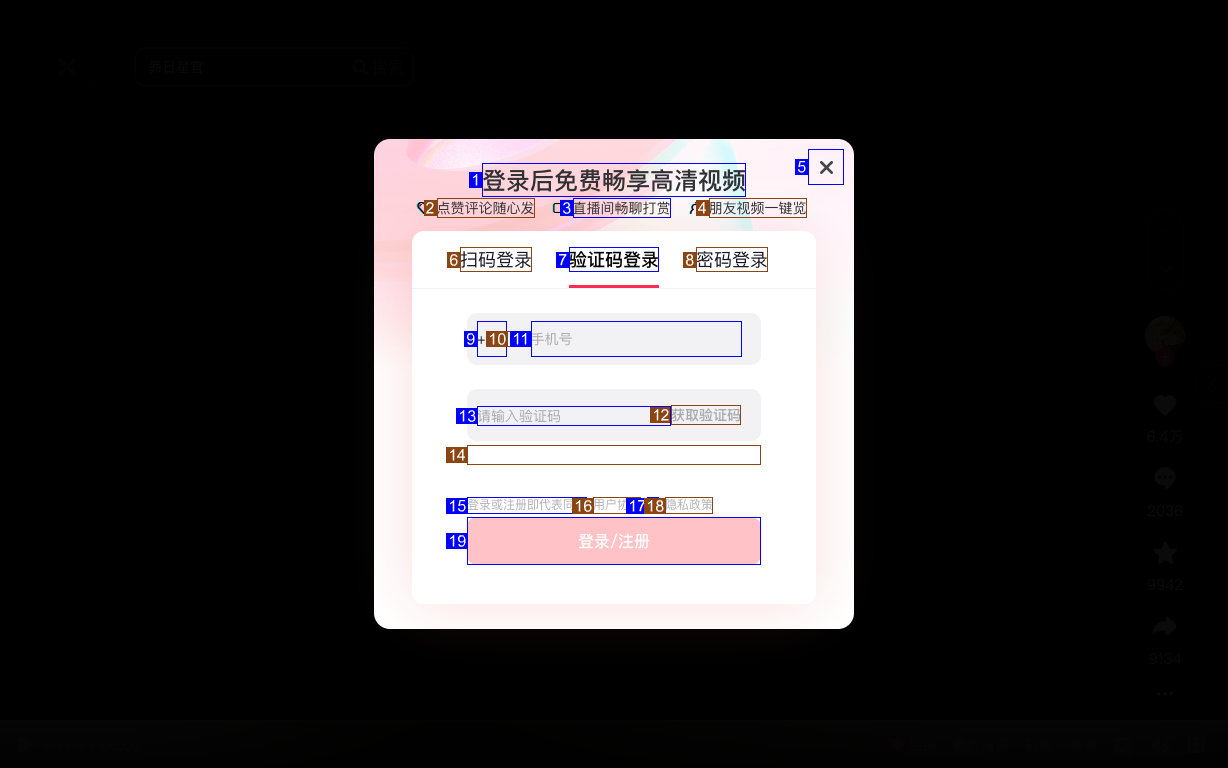 登录后免费畅享高清视频
点赞评论随心发 直播间畅聊打赏 朋友视频一键览
扫码登录 验证码登录 密码登录
+ 手机号
请输入验证码 获取验证码
登录或注册即代表同 用户协 隐私政策
登录/注册
1
2
3
4
5
6
7
8
9
10
11
12
13
14
15
16
17
18
19
6.4万
2036
9842
9134